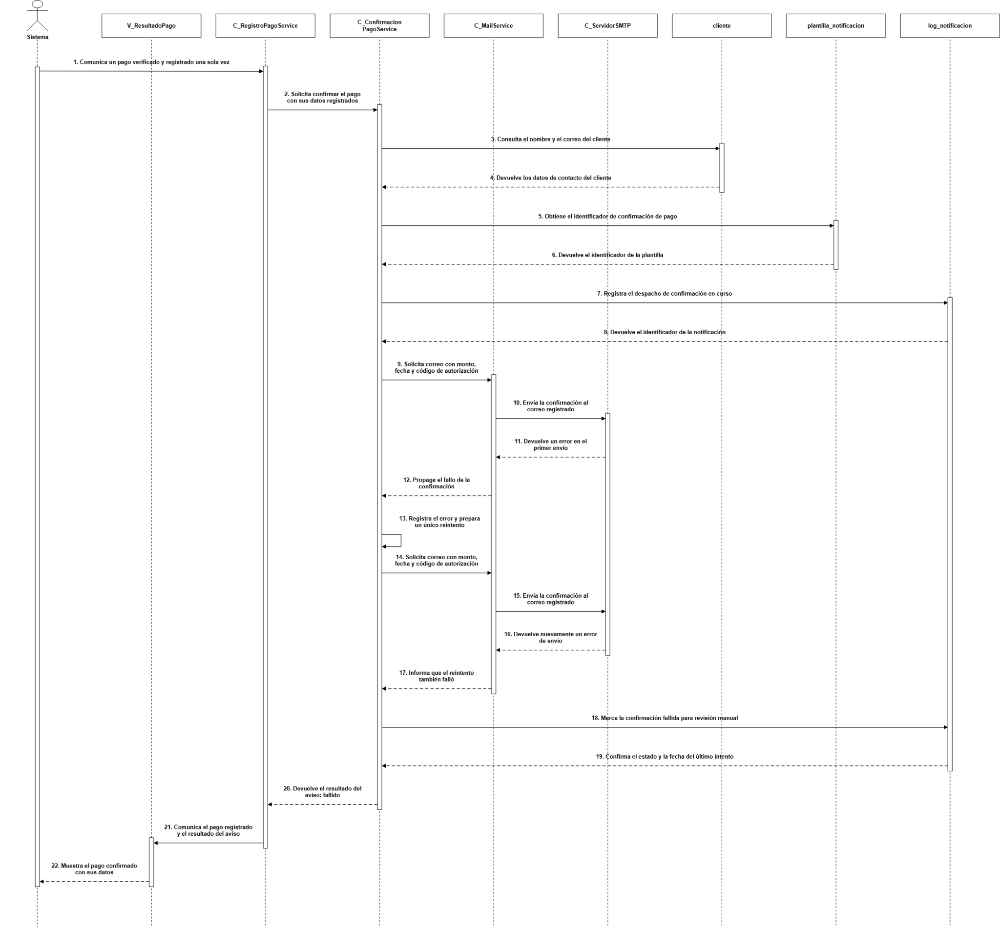 Sistema
V_ResultadoPago
C_RegistroPagoService
C_Confirmacion
PagoService
C_MailService
C_ServidorSMTP
cliente
plantilla_notificacion
log_notificacion
1. Comunica un pago verificado y registrado una sola vez
2. Solicita confirmar el pago
con sus datos registrados
3. Consulta el nombre y el correo del cliente
4. Devuelve los datos de contacto del cliente
5. Obtiene el identificador de confirmación de pago
6. Devuelve el identificador de la plantilla
7. Registra el despacho de confirmación en curso
8. Devuelve el identificador de la notificación
9. Solicita correo con monto,
fecha y código de autorización
10. Envía la confirmación al
correo registrado
11. Devuelve un error en el
primer envío
12. Propaga el fallo de la
confirmación
13. Registra el error y prepara
un único reintento
14. Solicita correo con monto,
fecha y código de autorización
15. Envía la confirmación al
correo registrado
16. Devuelve nuevamente un error
de envío
17. Informa que el reintento
también falló
18. Marca la confirmación fallida para revisión manual
19. Confirma el estado y la fecha del último intento
20. Devuelve el resultado del
aviso: fallido
21. Comunica el pago registrado
y el resultado del aviso
22. Muestra el pago confirmado
con sus datos